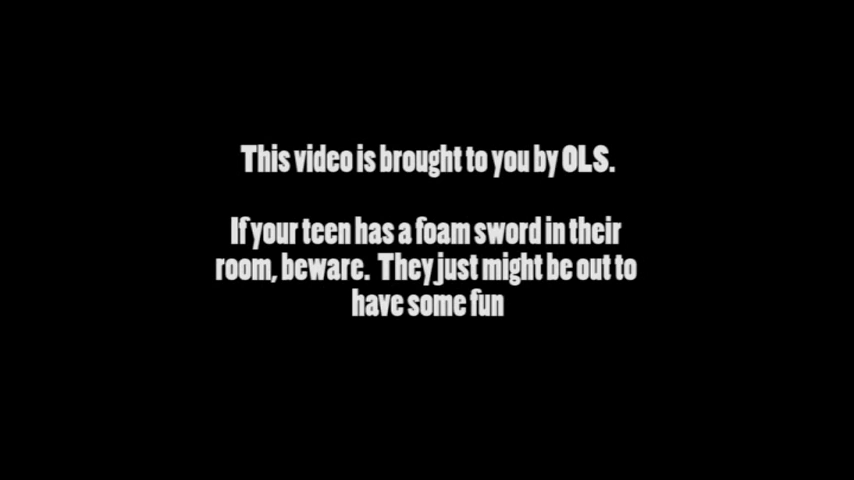 This video is brought to you by OLS.
If your teen has a foam sword in their
room, beware.  They just might be out to
have some fun